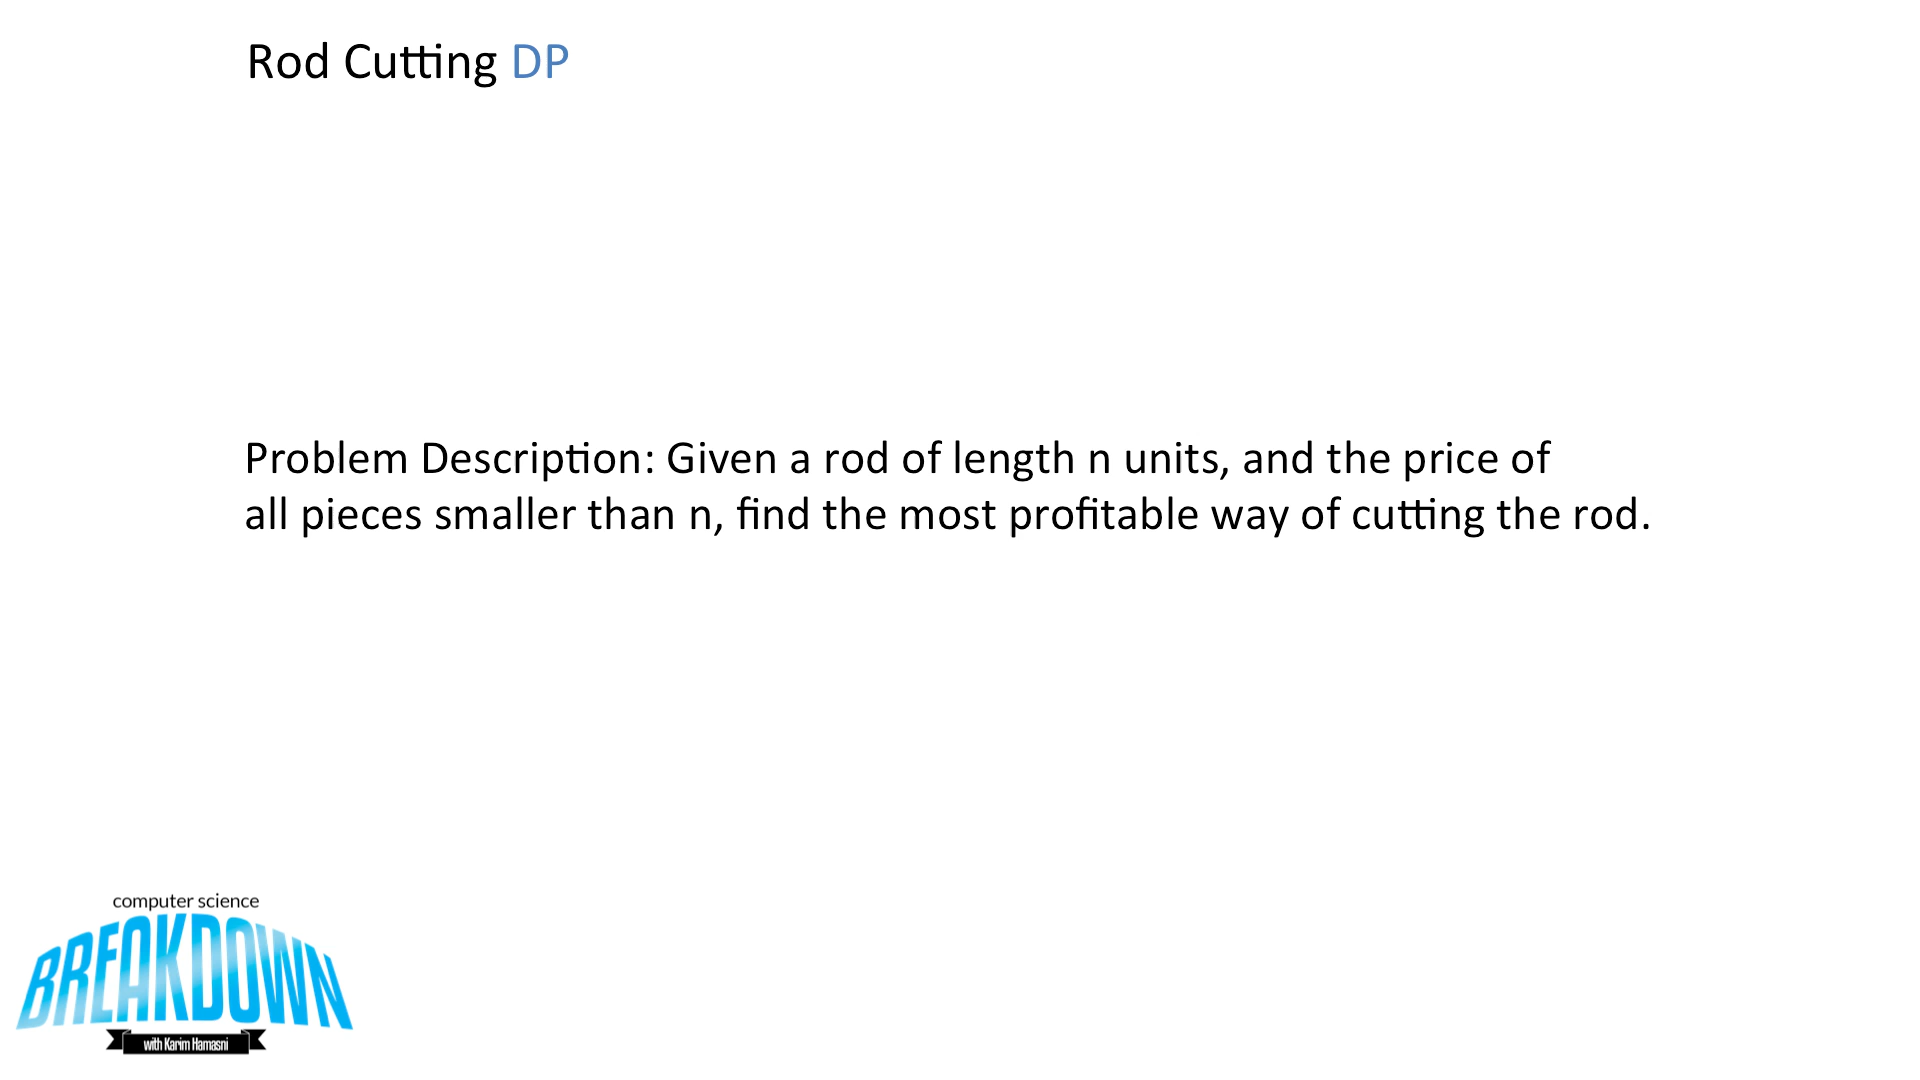 Rod Cutting DP
Problem Description: Given a rod of length n units, and the price of
all pieces smaller than n, find the most profitable way of cutting the rod.
computer science
BREAKDOWN
with Karim Hamasni